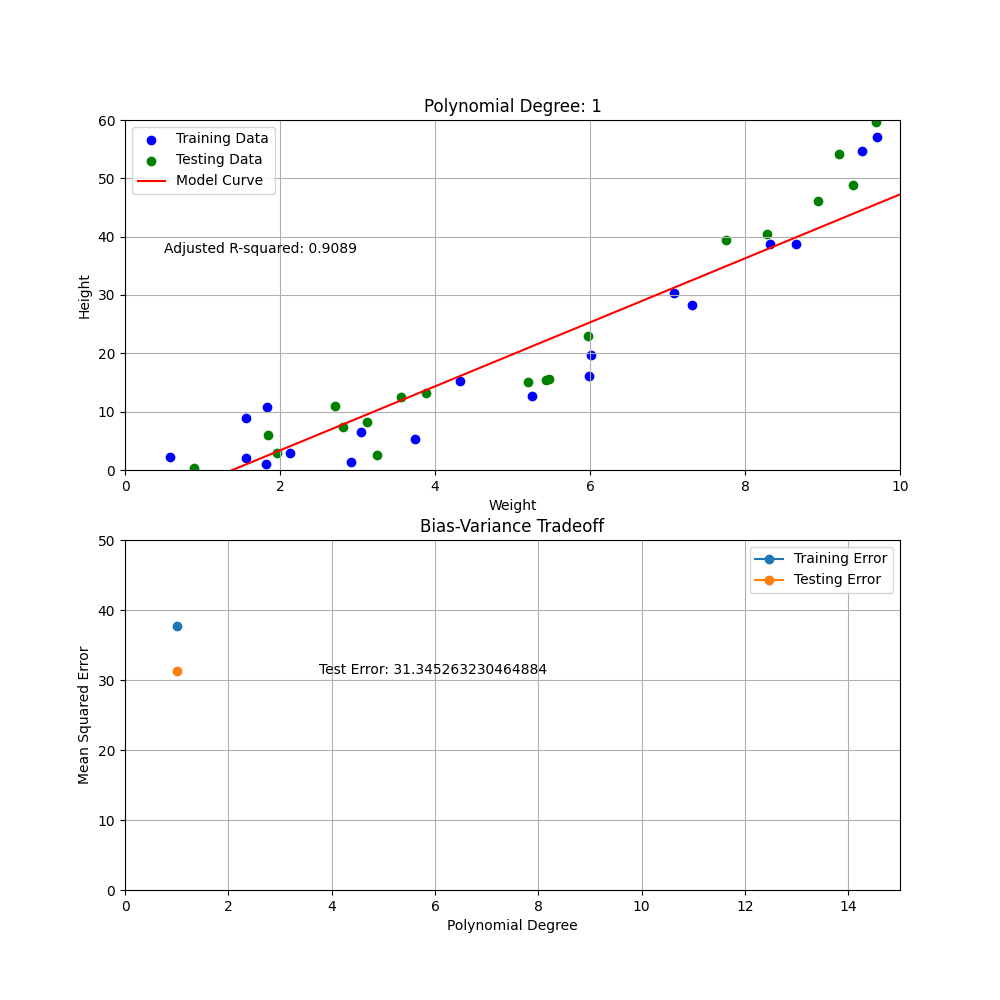 Polynomial Degree: 1
60
50
40
30
20
10
0
Height
Training Data
Testing Data
Model Curve
Adjusted R-squared: 0.9089
0 2 4 6 8 10
Weight
Bias-Variance Tradeoff
50
40
30
20
10
0
Mean Squared Error
Training Error
Testing Error
Test Error: 31.345263230464884
0 2 4 6 8 10 12 14
Polynomial Degree